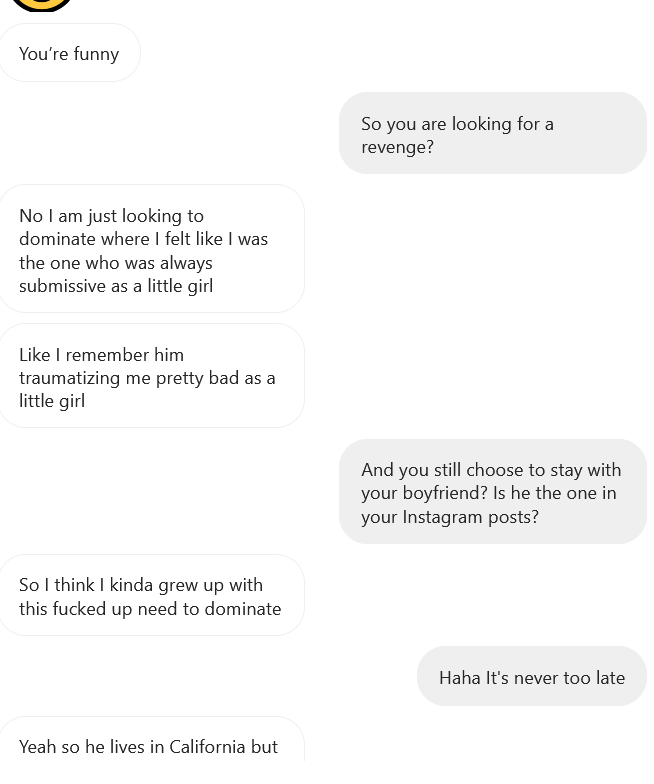 You’re funny
So you are looking for a
revenge?
No I am just looking to
dominate where I felt like I was
the one who was always
submissive as a little girl
Like I remember him
traumatizing me pretty bad as a
little girl
And you still choose to stay with
your boyfriend? Is he the one in
your Instagram posts?
So I think I kinda grew up with
this fucked up need to dominate
Haha It's never too late
Yeah so he lives in California but